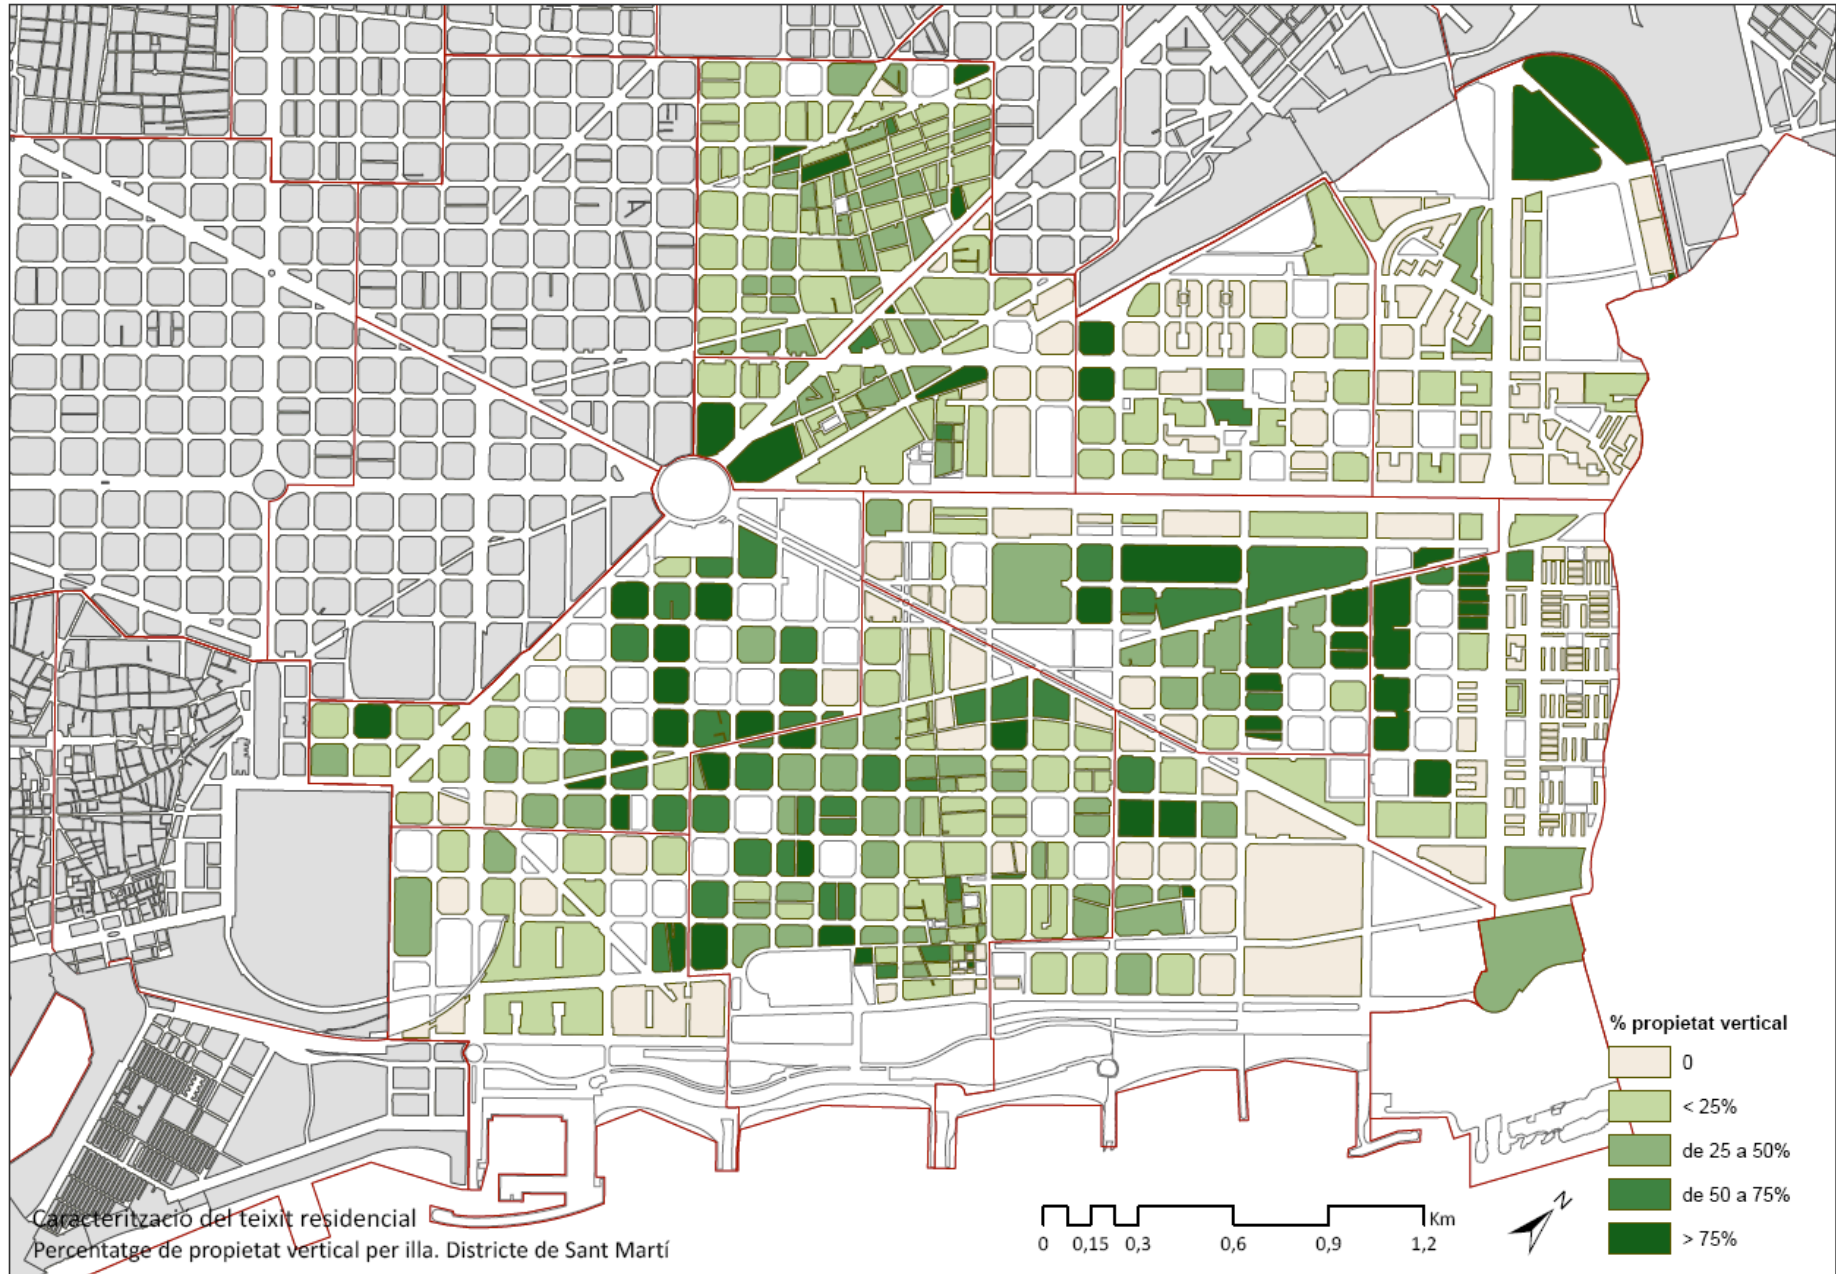 % propietat vertical
0
< 25%
de 25 a 50%
de 50 a 75%
> 75%
N
Km
0 0,15 0,3 0,6 0,9 1,2
Caracterització del teixit residencial
Percentatge de propietat vertical per illa. Districte de Sant Martí